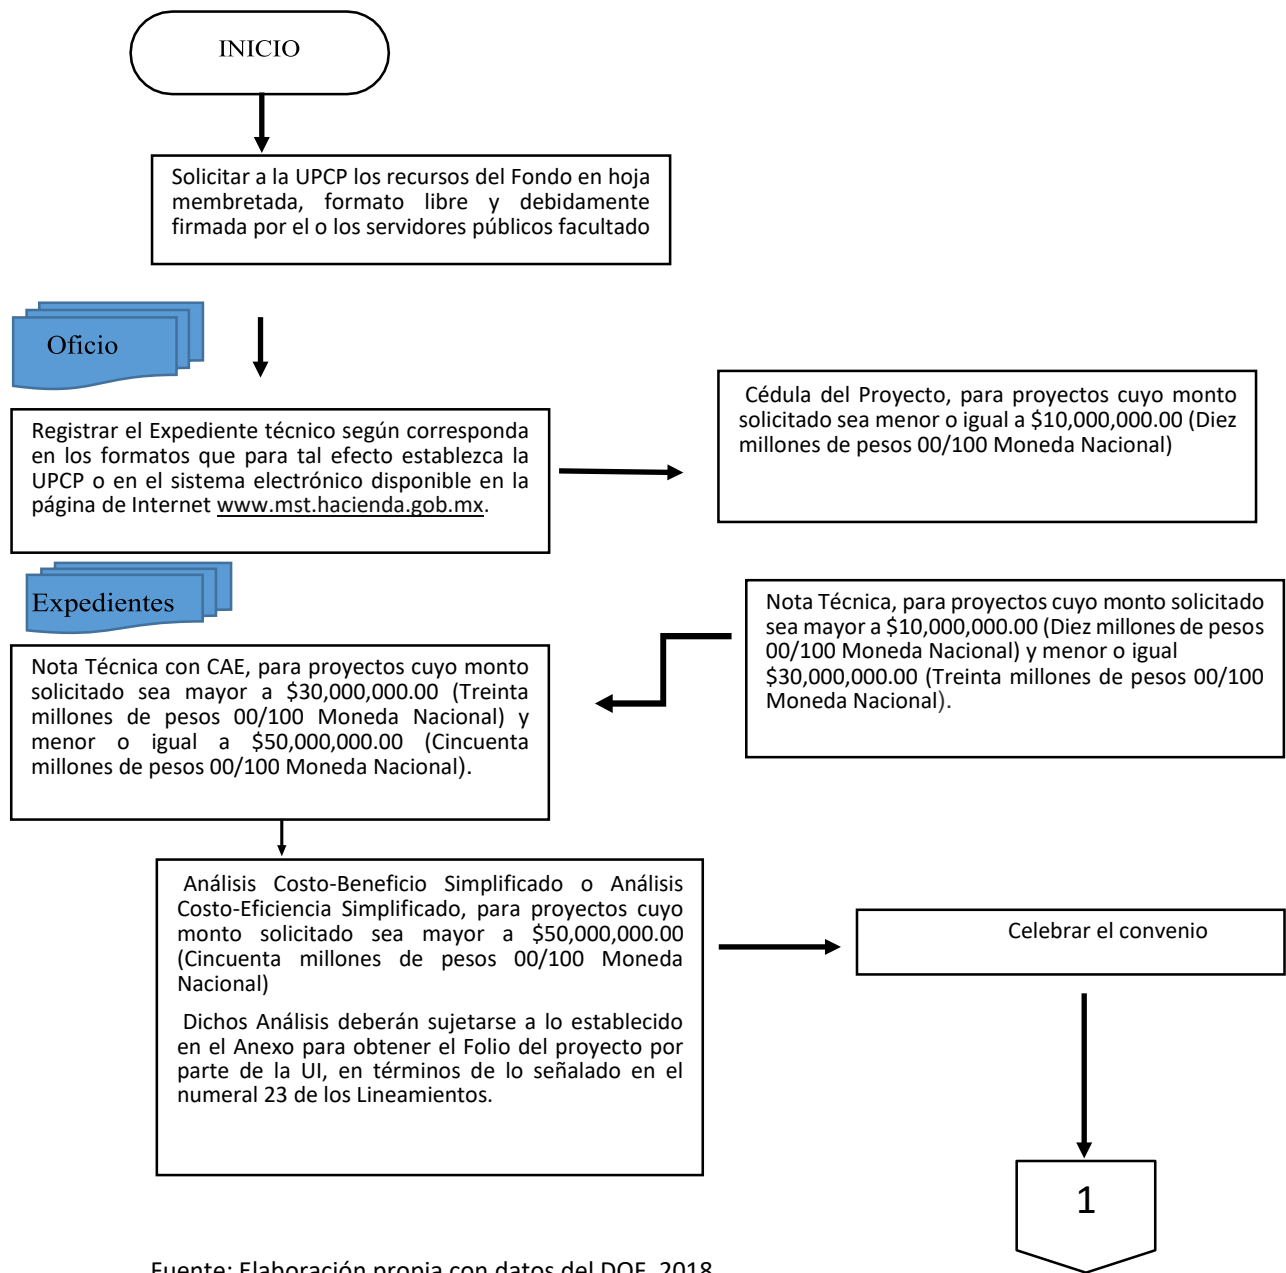 INICIO
Solicitar a la UPCP los recursos del Fondo en hoja
membretada, formato libre y debidamente
firmada por el o los servidores públicos facultado
Oficio
Registrar el Expediente técnico según corresponda
en los formatos que para tal efecto establezca la
UPCP o en el sistema electrónico disponible en la
página de Internet www.mst.hacienda.gob.mx.
Cédula del Proyecto, para proyectos cuyo monto
solicitado sea menor o igual a $10,000,000.00 (Diez
millones de pesos 00/100 Moneda Nacional)
Expedientes
Nota Técnica, para proyectos cuyo monto solicitado
sea mayor a $10,000,000.00 (Diez millones de pesos
00/100 Moneda Nacional) y menor o igual
$30,000,000.00 (Treinta millones de pesos 00/100
Moneda Nacional).
Nota Técnica con CAE, para proyectos cuyo monto
solicitado sea mayor a $30,000,000.00 (Treinta
millones de pesos 00/100 Moneda Nacional) y
menor o igual a $50,000,000.00 (Cincuenta
millones de pesos 00/100 Moneda Nacional).
Análisis Costo-Beneficio Simplificado o Análisis
Costo-Eficiencia Simplificado, para proyectos cuyo
monto solicitado sea mayor a $50,000,000.00
(Cincuenta millones de pesos 00/100 Moneda
Nacional)
Dichos Análisis deberán sujetarse a lo establecido
en el Anexo para obtener el Folio del proyecto por
parte de la UI, en términos de lo señalado en el
numeral 23 de los Lineamientos.
Celebrar el convenio
1
Fuente: Elaboración propia con datos del DOF, 2018